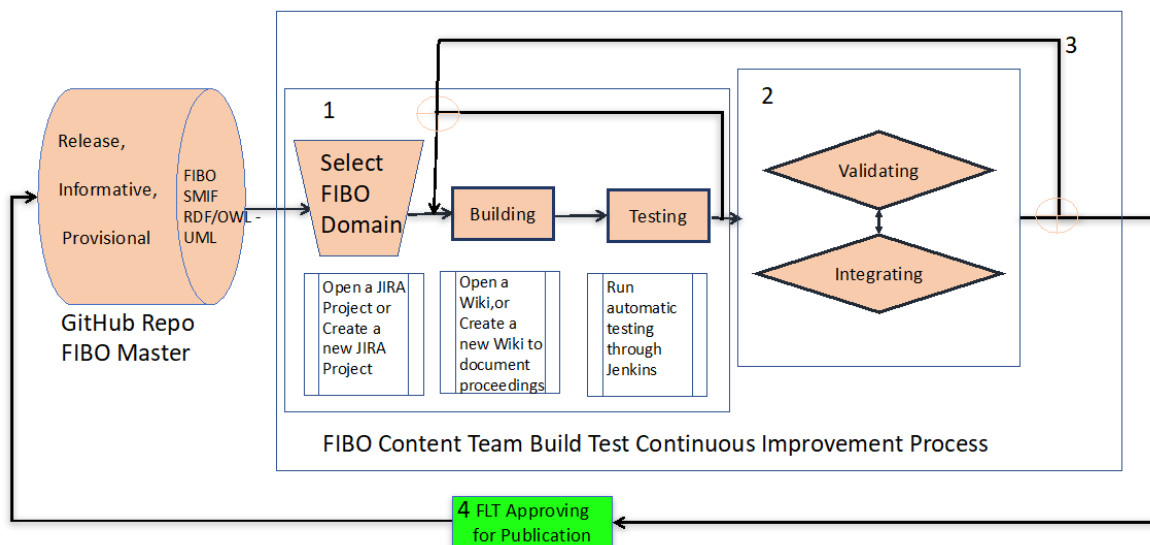 Release,
Informative,
Provisional
FIBO
SMIF
RDF/OWL -
UML
GitHub Repo
FIBO Master
1
Select
FIBO
Domain
Building
Testing
Open a JIRA
Project or
Create a
new JIRA
Project
Open a
Wiki,or
Create a
new Wiki to
document
proceedings
Run
automatic
testing
through
Jenkins
2
Validating
Integrating
3
FIBO Content Team Build Test Continuous Improvement Process
4 FLT Approving
for Publication